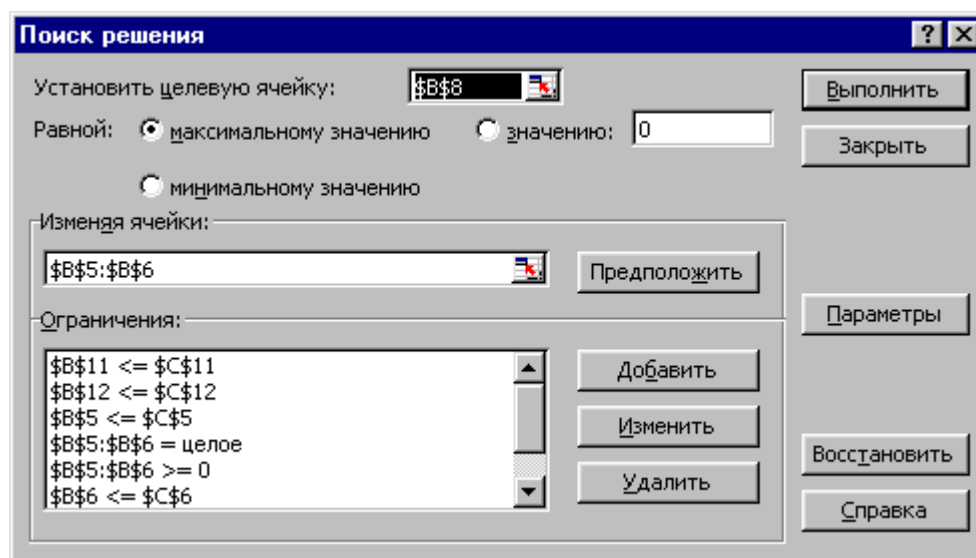 Поиск решения
Установить целевую ячейку: $B$8
Выполнить
Равной: максимальному значению значению: 0
Закрыть
минимальному значению
Изменяя ячейки:
$B$5:$B$6
Предположить
Параметры
Ограничения:
$B$11 <= $C$11
$B$12 <= $C$12
$B$5 <= $C$5
$B$5:$B$6 = целое
$B$5:$B$6 >= 0
$B$6 <= $C$6
Добавить
Изменить
Удалить
Восстановить
Справка